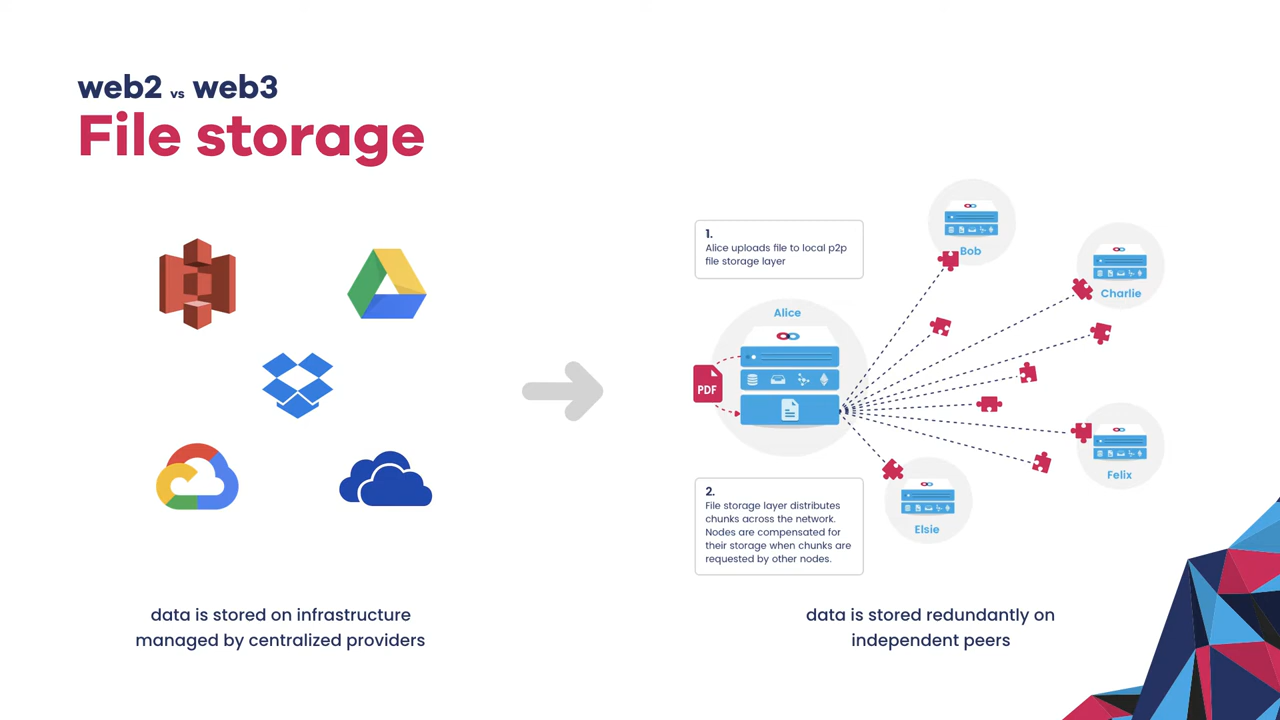 web2 vs web3
File storage
1.
Alice uploads file to local p2p
file storage layer
Alice
PDF
Bob
Charlie
Felix
Elsie
2.
File storage layer distributes
chunks across the network.
Nodes are compensated for
their storage when chunks are
requested by other nodes.
data is stored on infrastructure
managed by centralized providers
data is stored redundantly on
independent peers